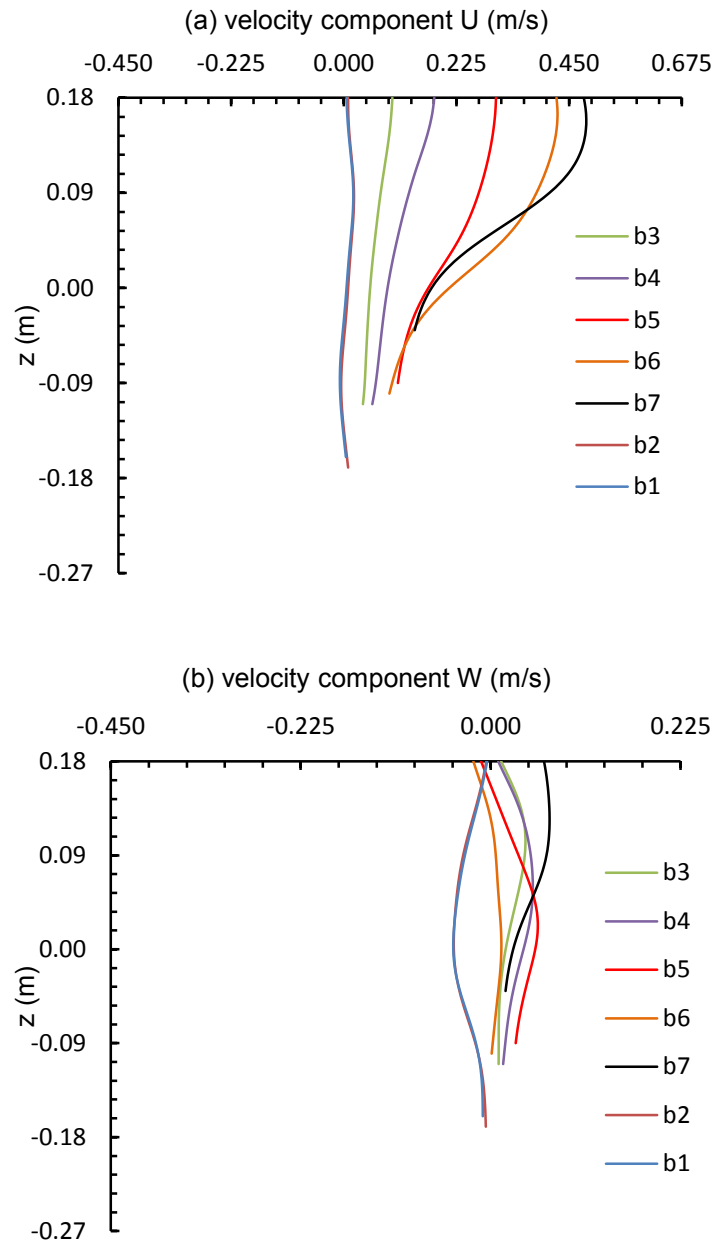 (a) velocity component U (m/s)
-0.450 -0.225 0.000 0.225 0.450 0.675
0.18
0.09
0.00
-0.09
-0.18
-0.27
z (m)
b3
b4
b5
b6
b7
b2
b1
(b) velocity component W (m/s)
-0.450 -0.225 0.000 0.225
0.18
0.09
0.00
-0.09
-0.18
-0.27
z (m)
b3
b4
b5
b6
b7
b2
b1